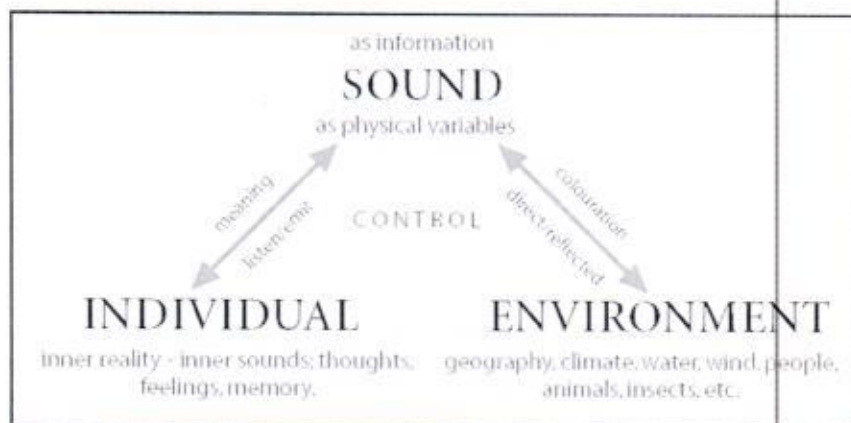 as information
SOUND
as physical variables
meaning
listen/emit
CONTROL
colouration
direct/reflected
INDIVIDUAL
inner reality - inner sounds; thoughts,
feelings, memory.
ENVIRONMENT
geography, climate, water, wind, people,
animals, insects, etc.